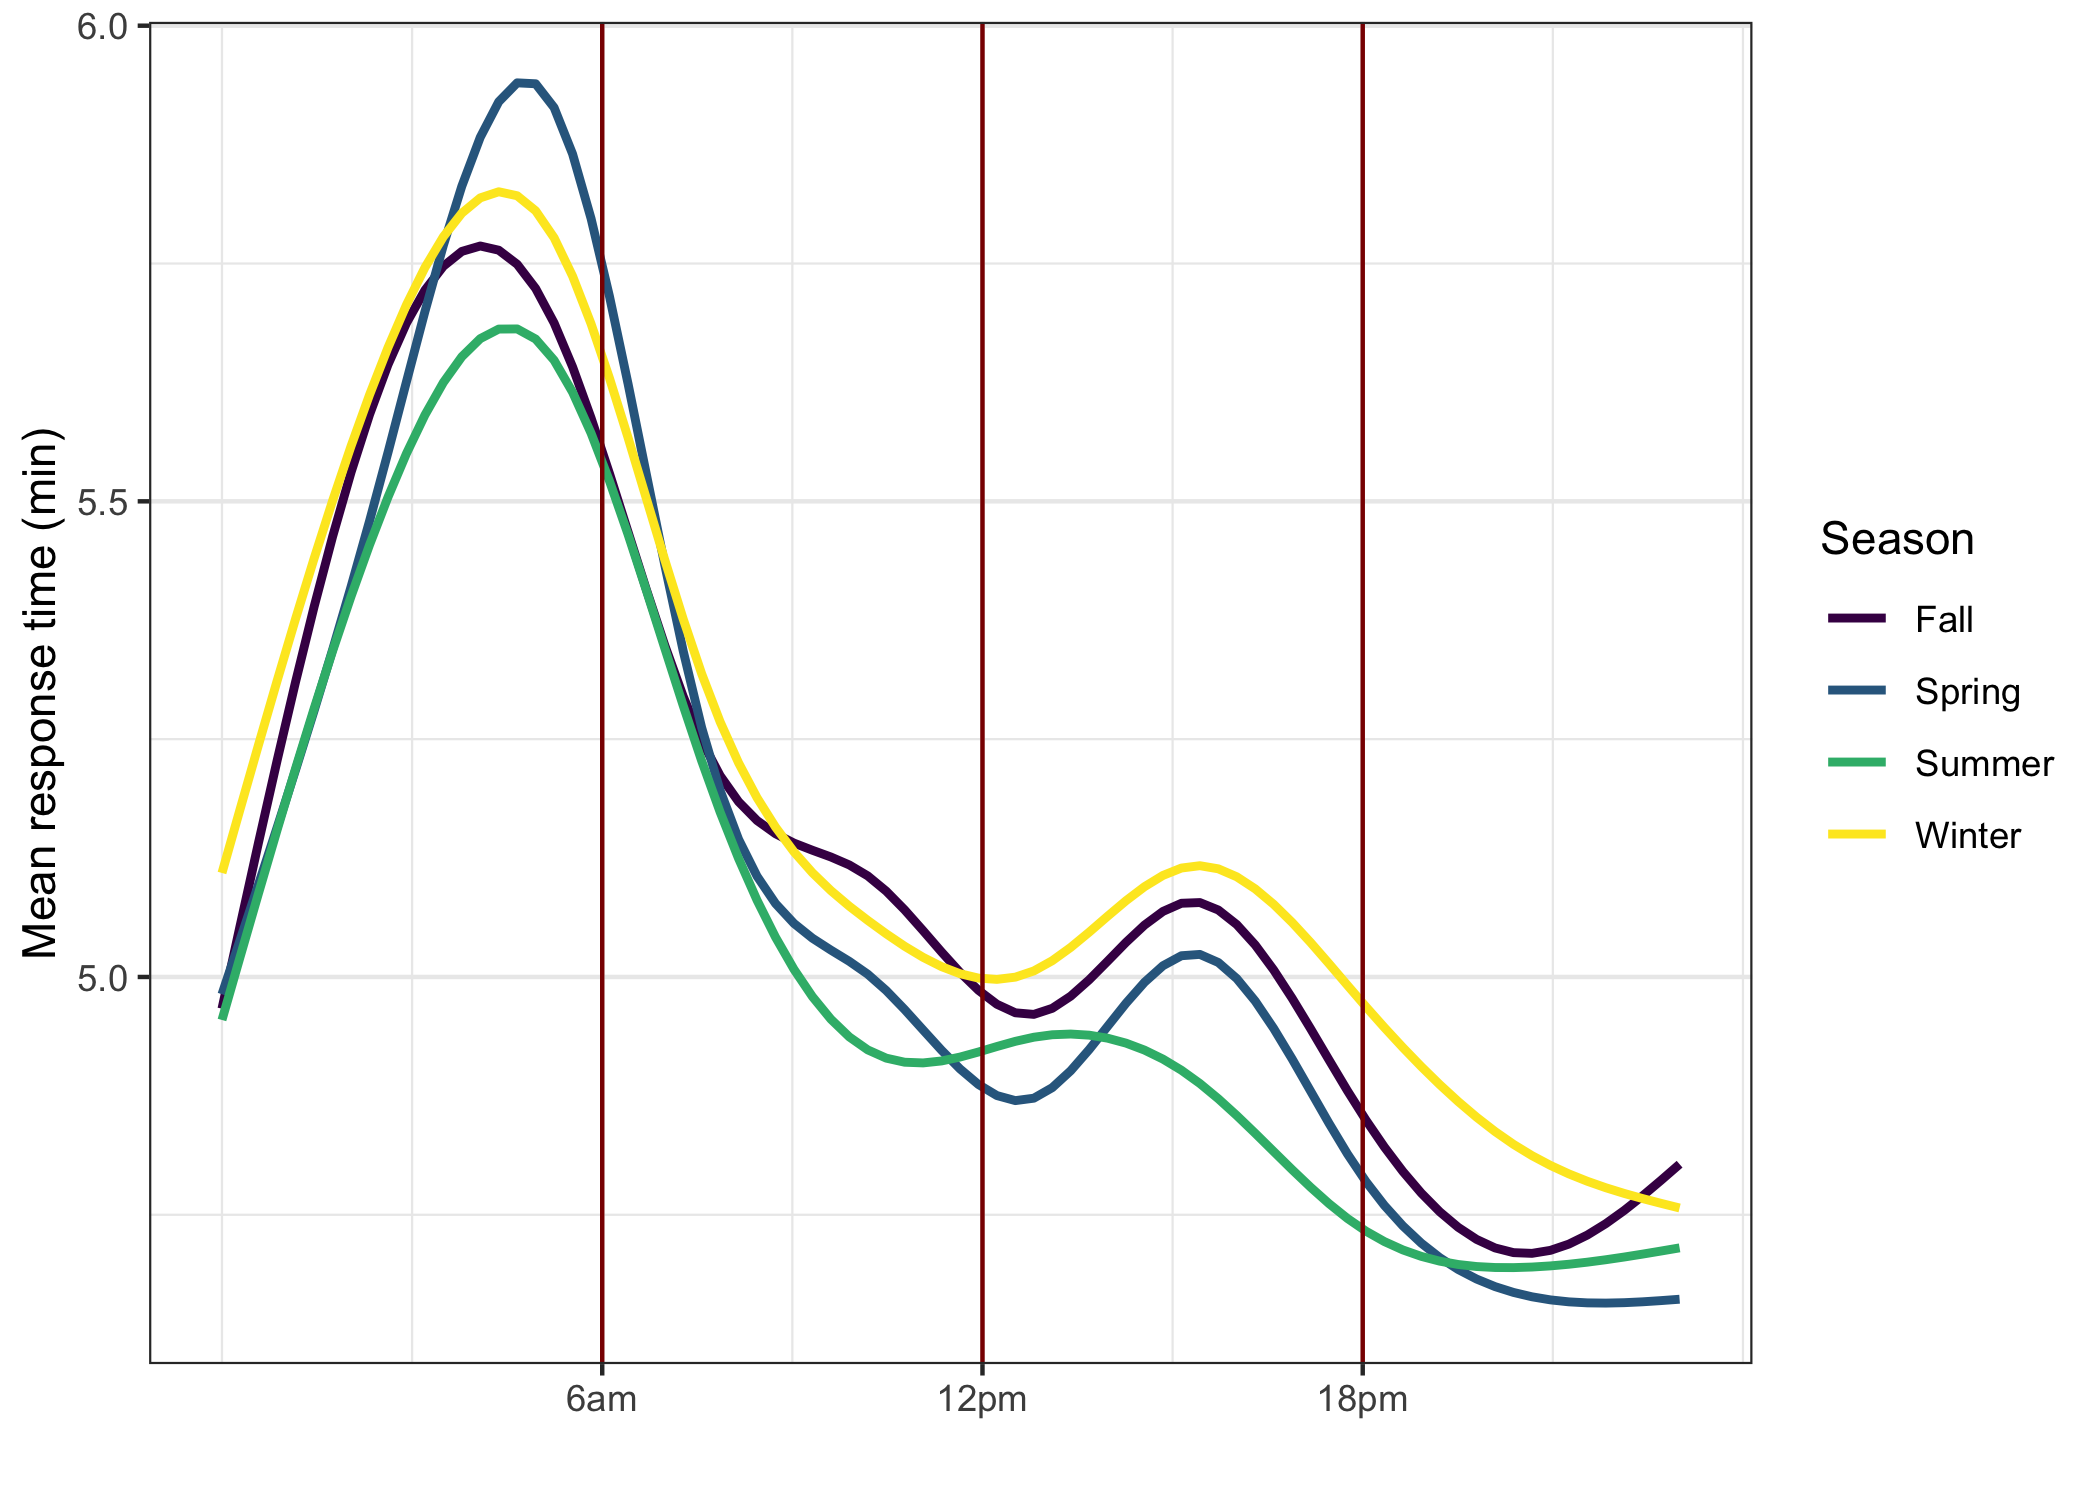 6.0
5.5
5.0
Mean response time (min)
6am
12pm
18pm
Season
Fall
Spring
Summer
Winter